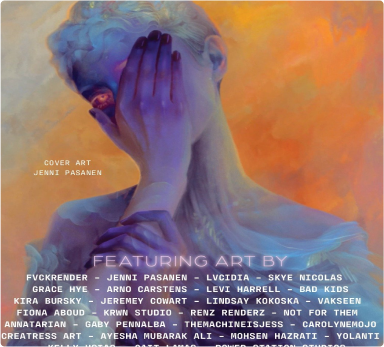 COVER ART
JENNI PASANEN
FEATURING ART BY
FVCKRENDER – JENNI PASANEN – LVCIDIA – SKYE NICOLAS
GRACE HYE – ARNO CARSTENS – LEVI HARRELL – BAD KIDS
KIRA BURSKY – JEREMEY COWART – LINDSAY KOKOSKA – VAKSEEN
FIONA ABOUD – KRWN STUDIO – RENZ RENDERZ – NOT FOR THEM
ANNATARIAN – GABY PENNALBA – THEMACHINEISJESS – CAROLYNEMOJO
CREATRESS ART – AYESHA MUBARAK ALI – MOHSEN HAZRATI – YOLANTI